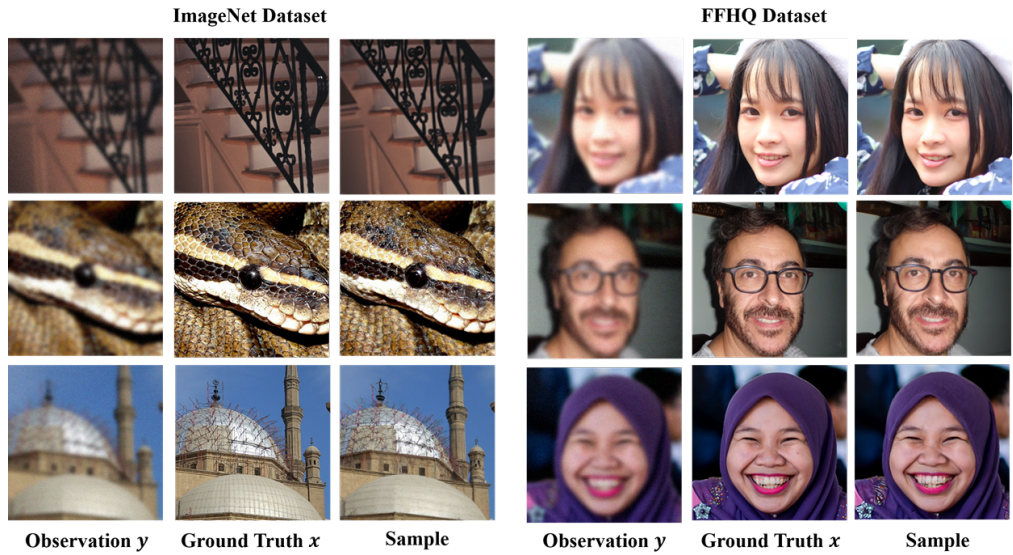 ImageNet Dataset
FFHQ Dataset
Observation y
Ground Truth x
Sample
Observation y
Ground Truth x
Sample